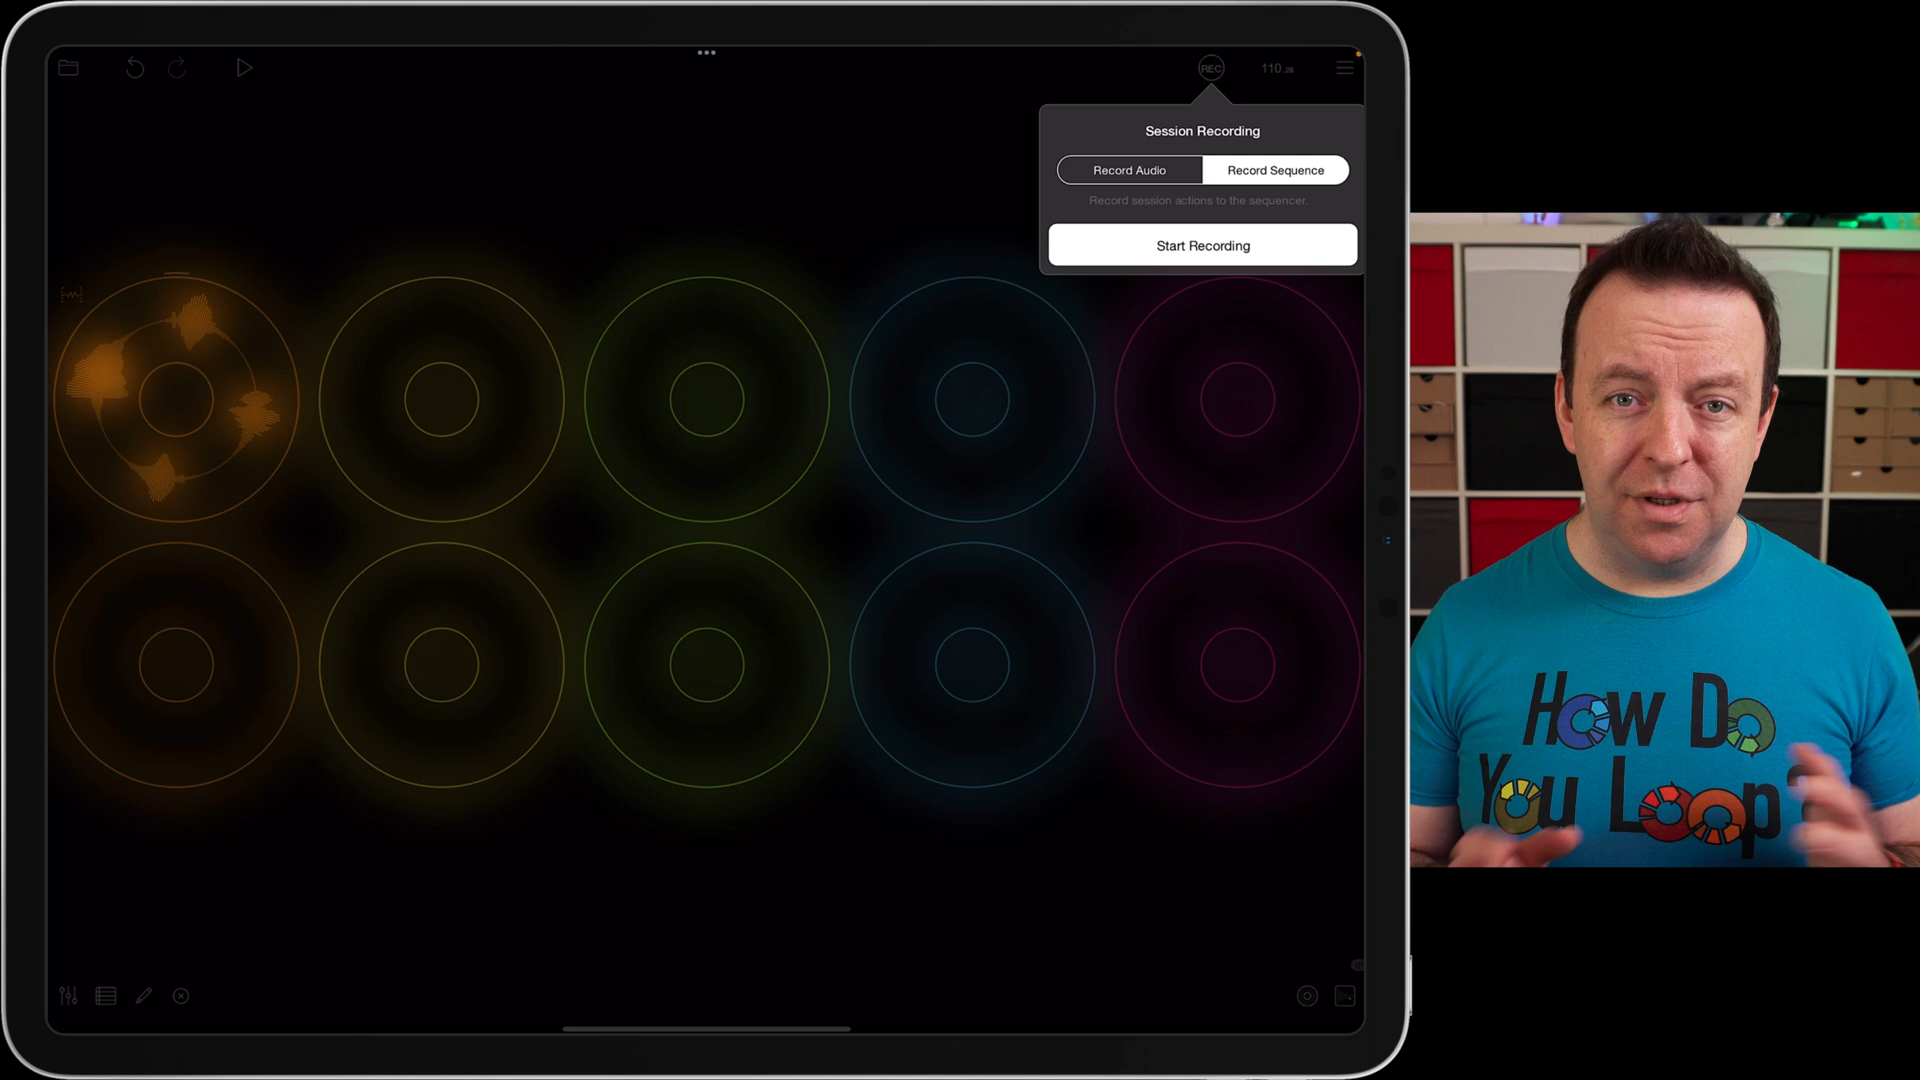 REC
110.28
Session Recording
Record Audio
Record Sequence
Record session actions to the sequencer.
Start Recording
How Do
You Loop?